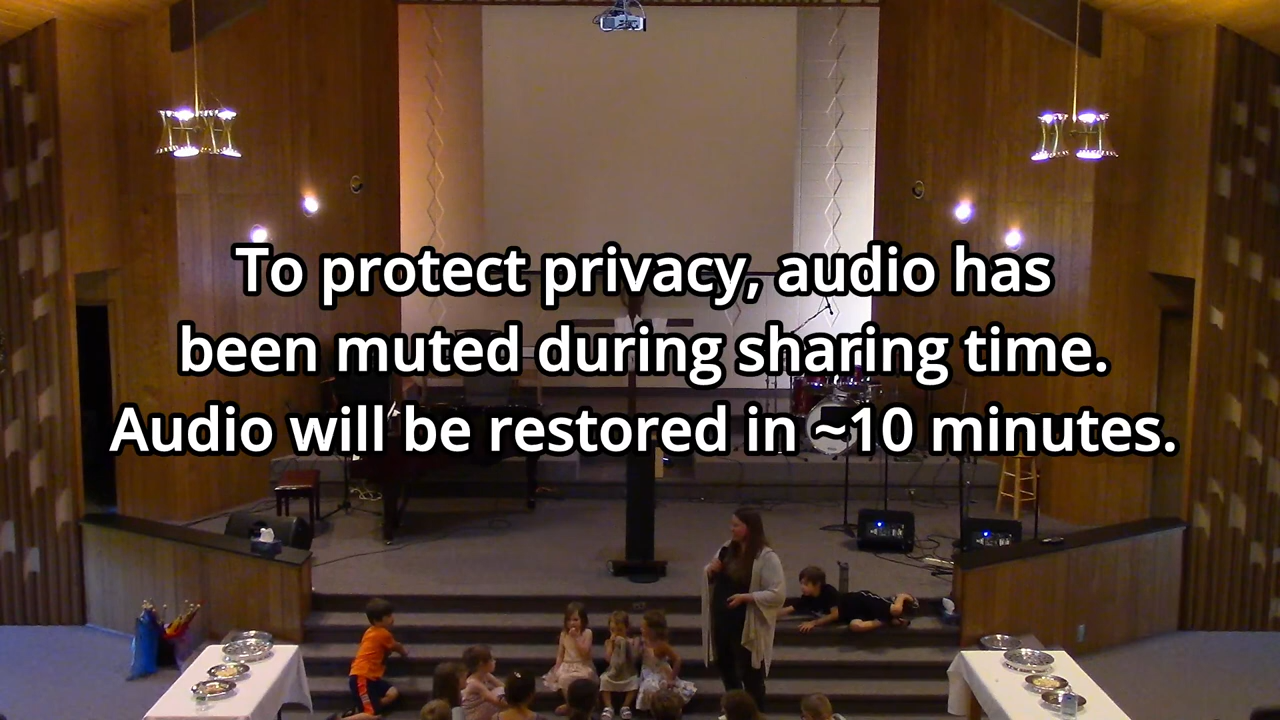 To protect privacy, audio has
been muted during sharing time.
Audio will be restored in ~10 minutes.